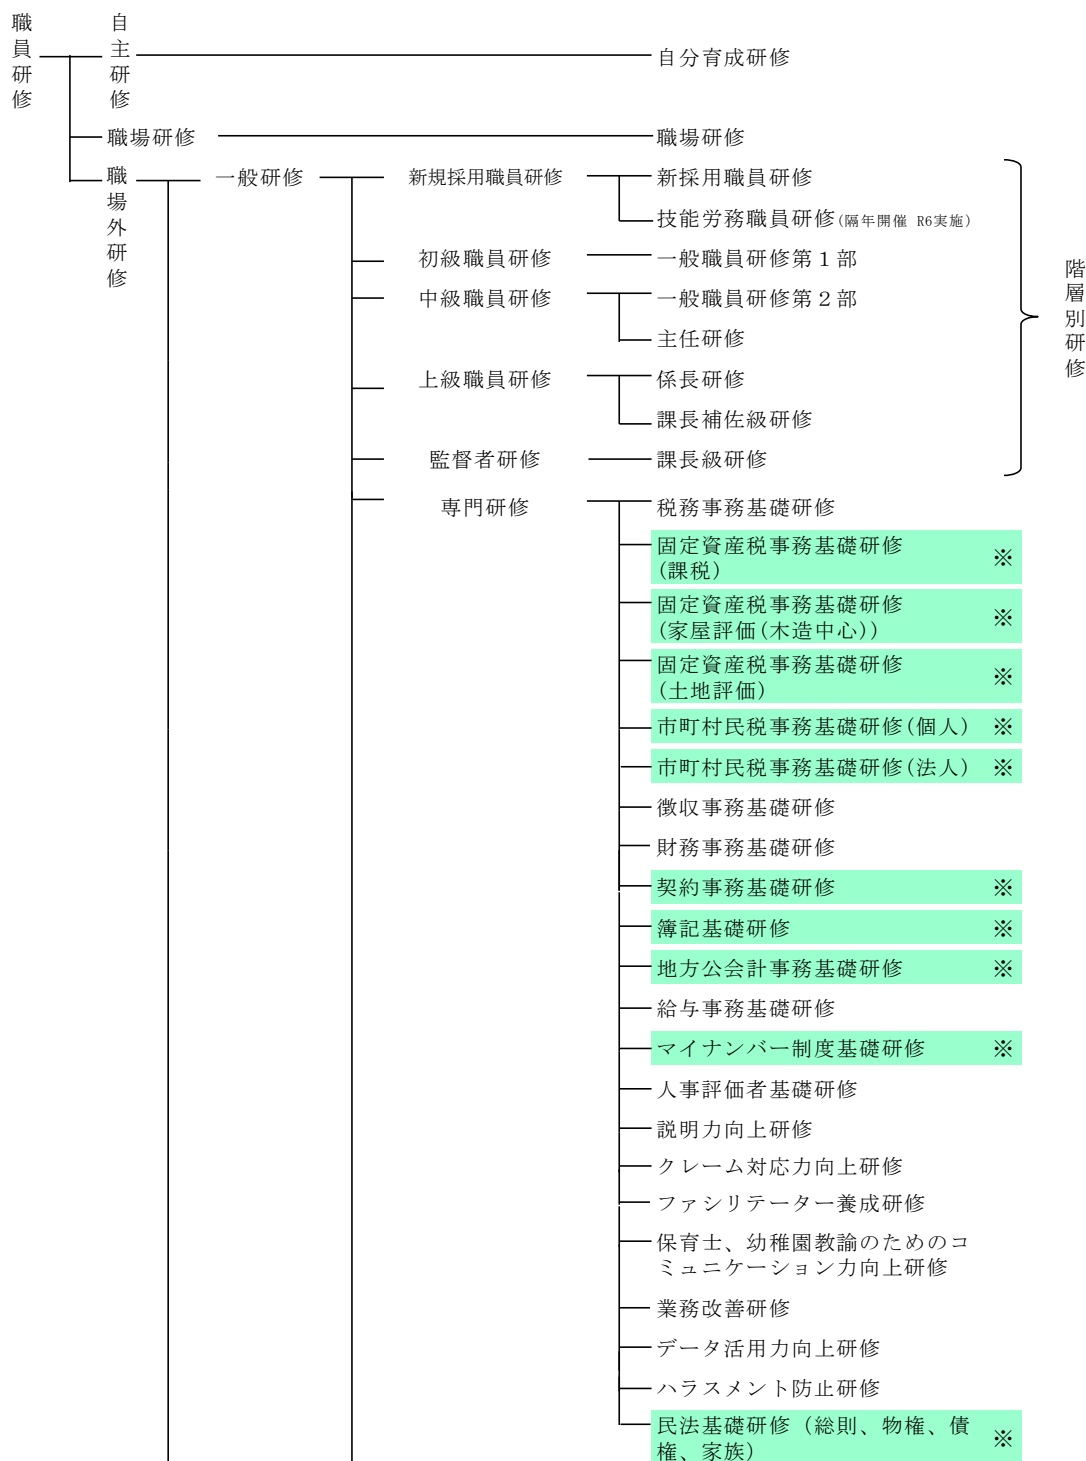 職員研修
自主研修
自分育成研修
職場研修
職場研修
職場外研修
一般研修
新規採用職員研修
新採用職員研修
技能労務職員研修(隔年開催 R6実施)
初級職員研修
一般職員研修第１部
中級職員研修
一般職員研修第２部
主任研修
上級職員研修
係長研修
課長補佐級研修
監督者研修
課長級研修
階層別研修
専門研修
税務事務基礎研修
固定資産税事務基礎研修
(課税)
※
固定資産税事務基礎研修
(家屋評価(木造中心))
※
固定資産税事務基礎研修
(土地評価)
※
市町村民税事務基礎研修(個人) ※
市町村民税事務基礎研修(法人) ※
徴収事務基礎研修
財務事務基礎研修
契約事務基礎研修 ※
簿記基礎研修 ※
地方公会計事務基礎研修 ※
給与事務基礎研修
マイナンバー制度基礎研修 ※
人事評価者基礎研修
説明力向上研修
クレーム対応力向上研修
ファシリテーター養成研修
保育士、幼稚園教諭のためのコ
ミュニケーション力向上研修
業務改善研修
データ活用力向上研修
ハラスメント防止研修
民法基礎研修（総則、物権、債
権、家族）
※